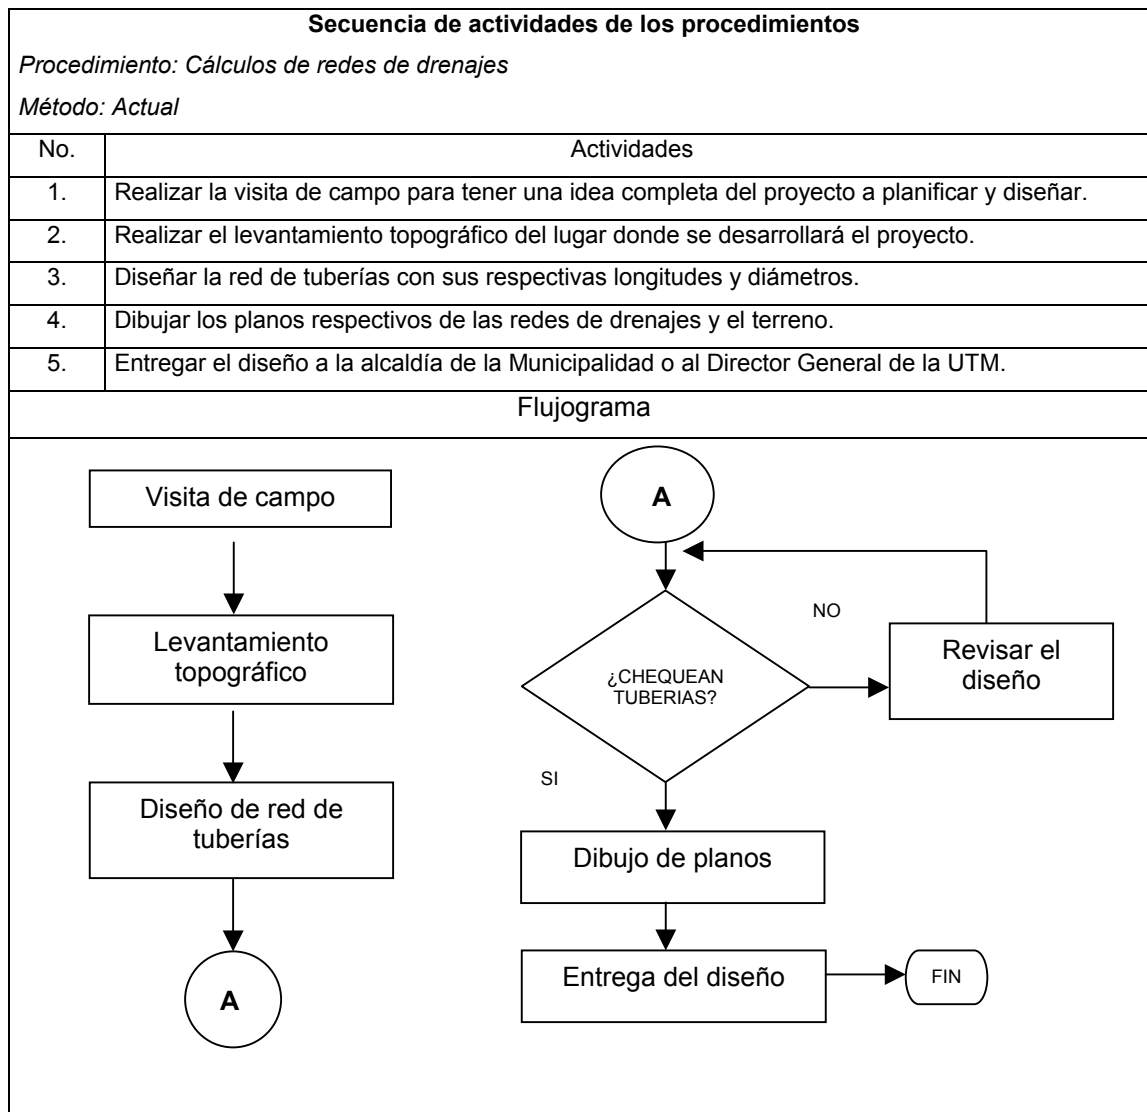 Secuencia de actividades de los procedimientos
Procedimiento: Cálculos de redes de drenajes
Método: Actual
No. Actividades
1. Realizar la visita de campo para tener una idea completa del proyecto a planificar y diseñar.
2. Realizar el levantamiento topográfico del lugar donde se desarrollará el proyecto.
3. Diseñar la red de tuberías con sus respectivas longitudes y diámetros.
4. Dibujar los planos respectivos de las redes de drenajes y el terreno.
5. Entregar el diseño a la alcaldía de la Municipalidad o al Director General de la UTM.
Flujograma
Visita de campo
Levantamiento
topográfico
Diseño de red de
tuberías
A
A
¿CHEQUEAN
TUBERIAS?
NO
Revisar el
diseño
SI
Dibujo de planos
Entrega del diseño
FIN